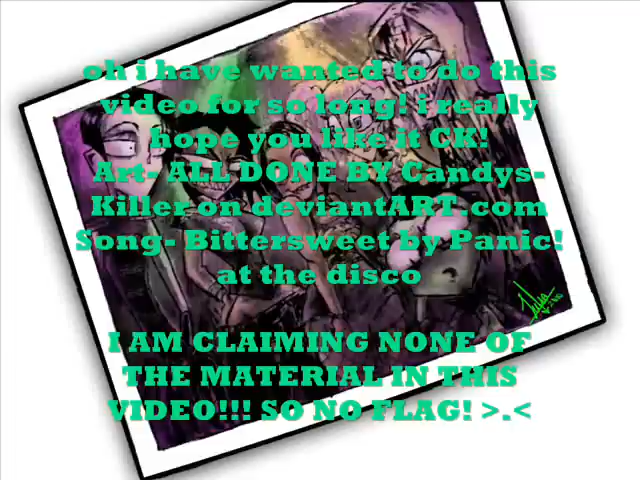 oh i have wanted to do this
video for so long! i really
hope you like it CK!
Art- ALL DONE BY Candys-
Killer on deviantART.com
Song- Bittersweet by Panic!
at the disco
I AM CLAIMING NONE OF
THE MATERIAL IN THIS
VIDEO!!! SO NO FLAG! >.<